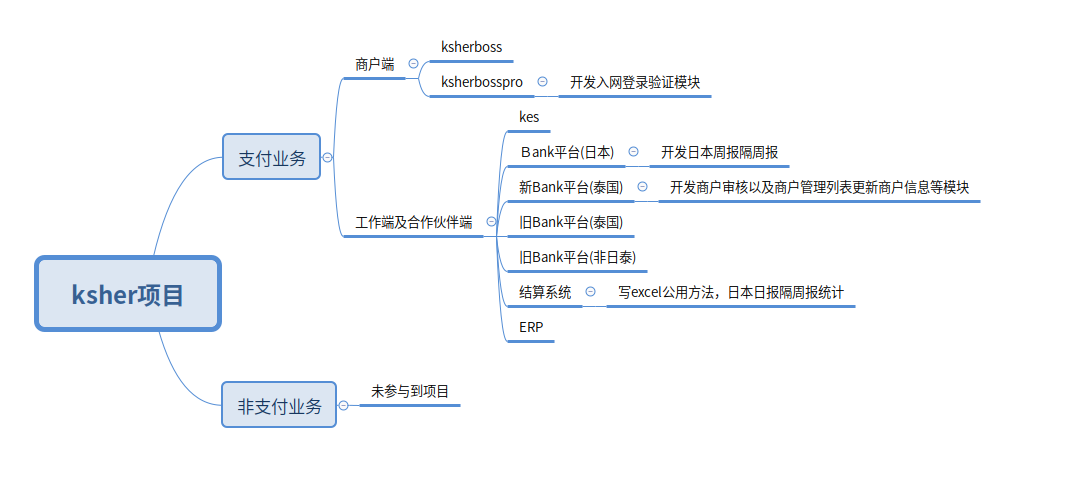 ksher项目
支付业务
商户端
ksherboss
ksherbosspro
开发入网登录验证模块
工作端及合作伙伴端
kes
Bank平台(日本)
开发日本周报隔周报
新Bank平台(泰国)
开发商户审核以及商户管理列表更新商户信息等模块
旧Bank平台(泰国)
旧Bank平台(非日泰)
结算系统
写excel公用方法，日本日报隔周报统计
ERP
非支付业务
未参与到项目